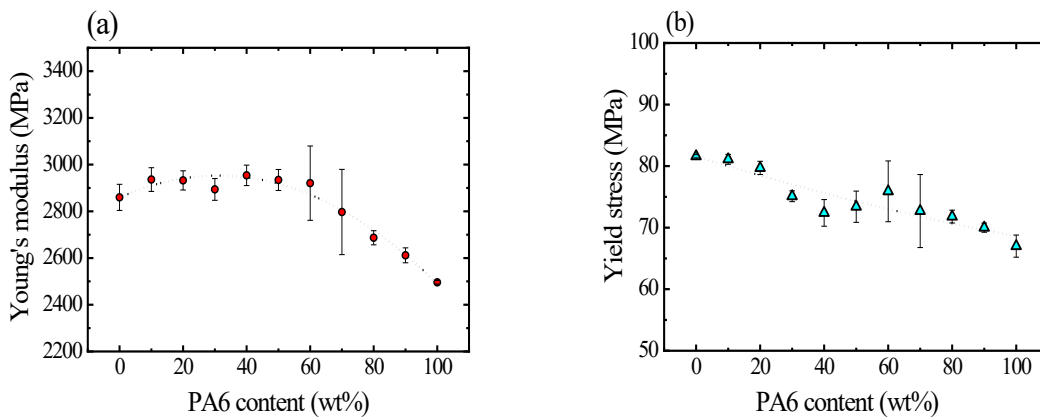 (a)
Young's modulus (MPa)
3400
3200
3000
2800
2600
2400
2200
0 20 40 60 80 100
PA6 content (wt%)
(b)
Yield stress (MPa)
100
90
80
70
60
50
0 20 40 60 80 100
PA6 content (wt%)